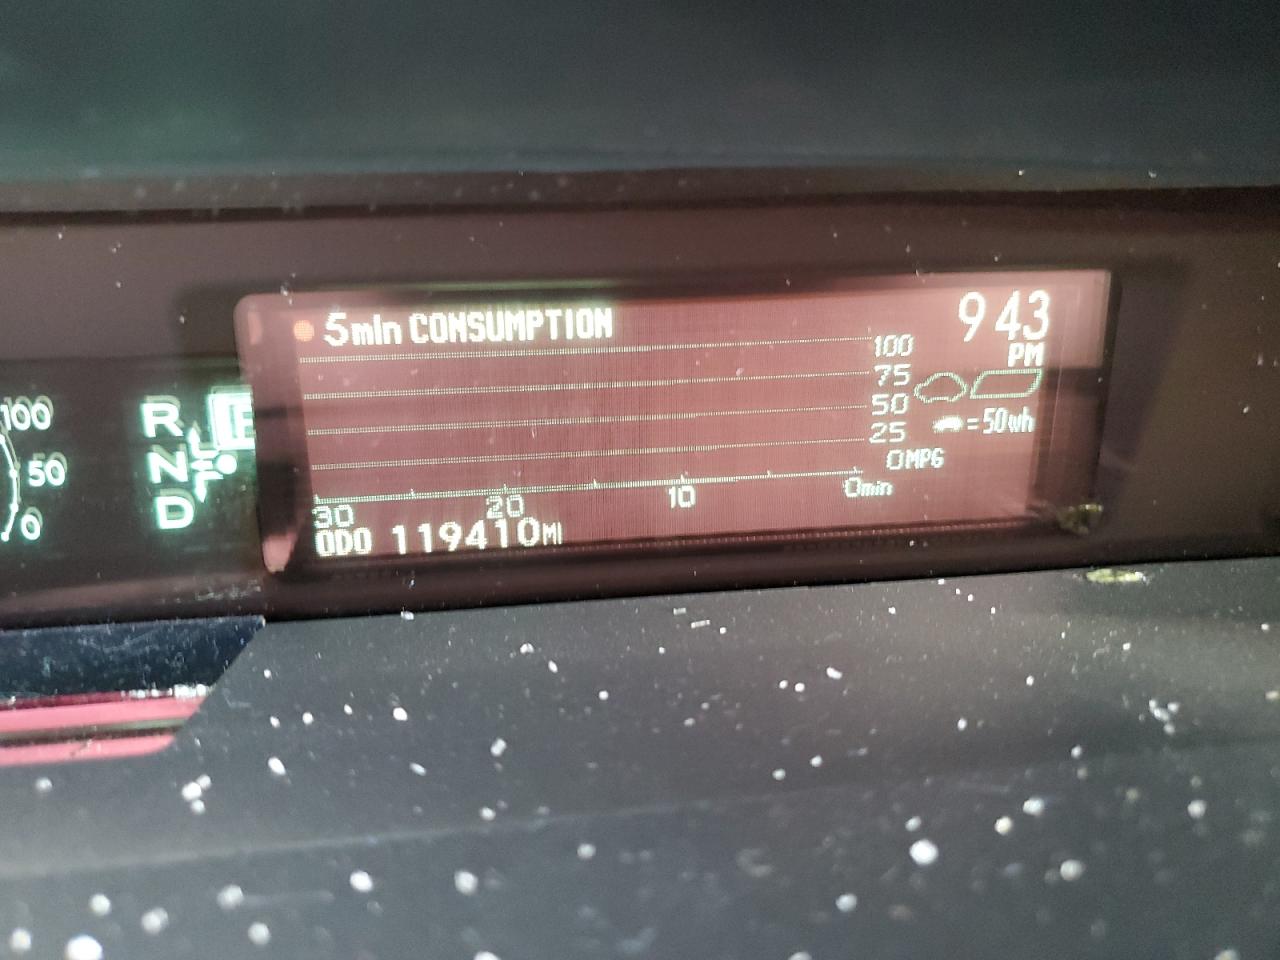 5min CONSUMPTION
9 43
PM
100
75
50
25
0MPG
= 50Wh
30 20 10 0min
ODO 119410MI
100
50
0
R
N
D